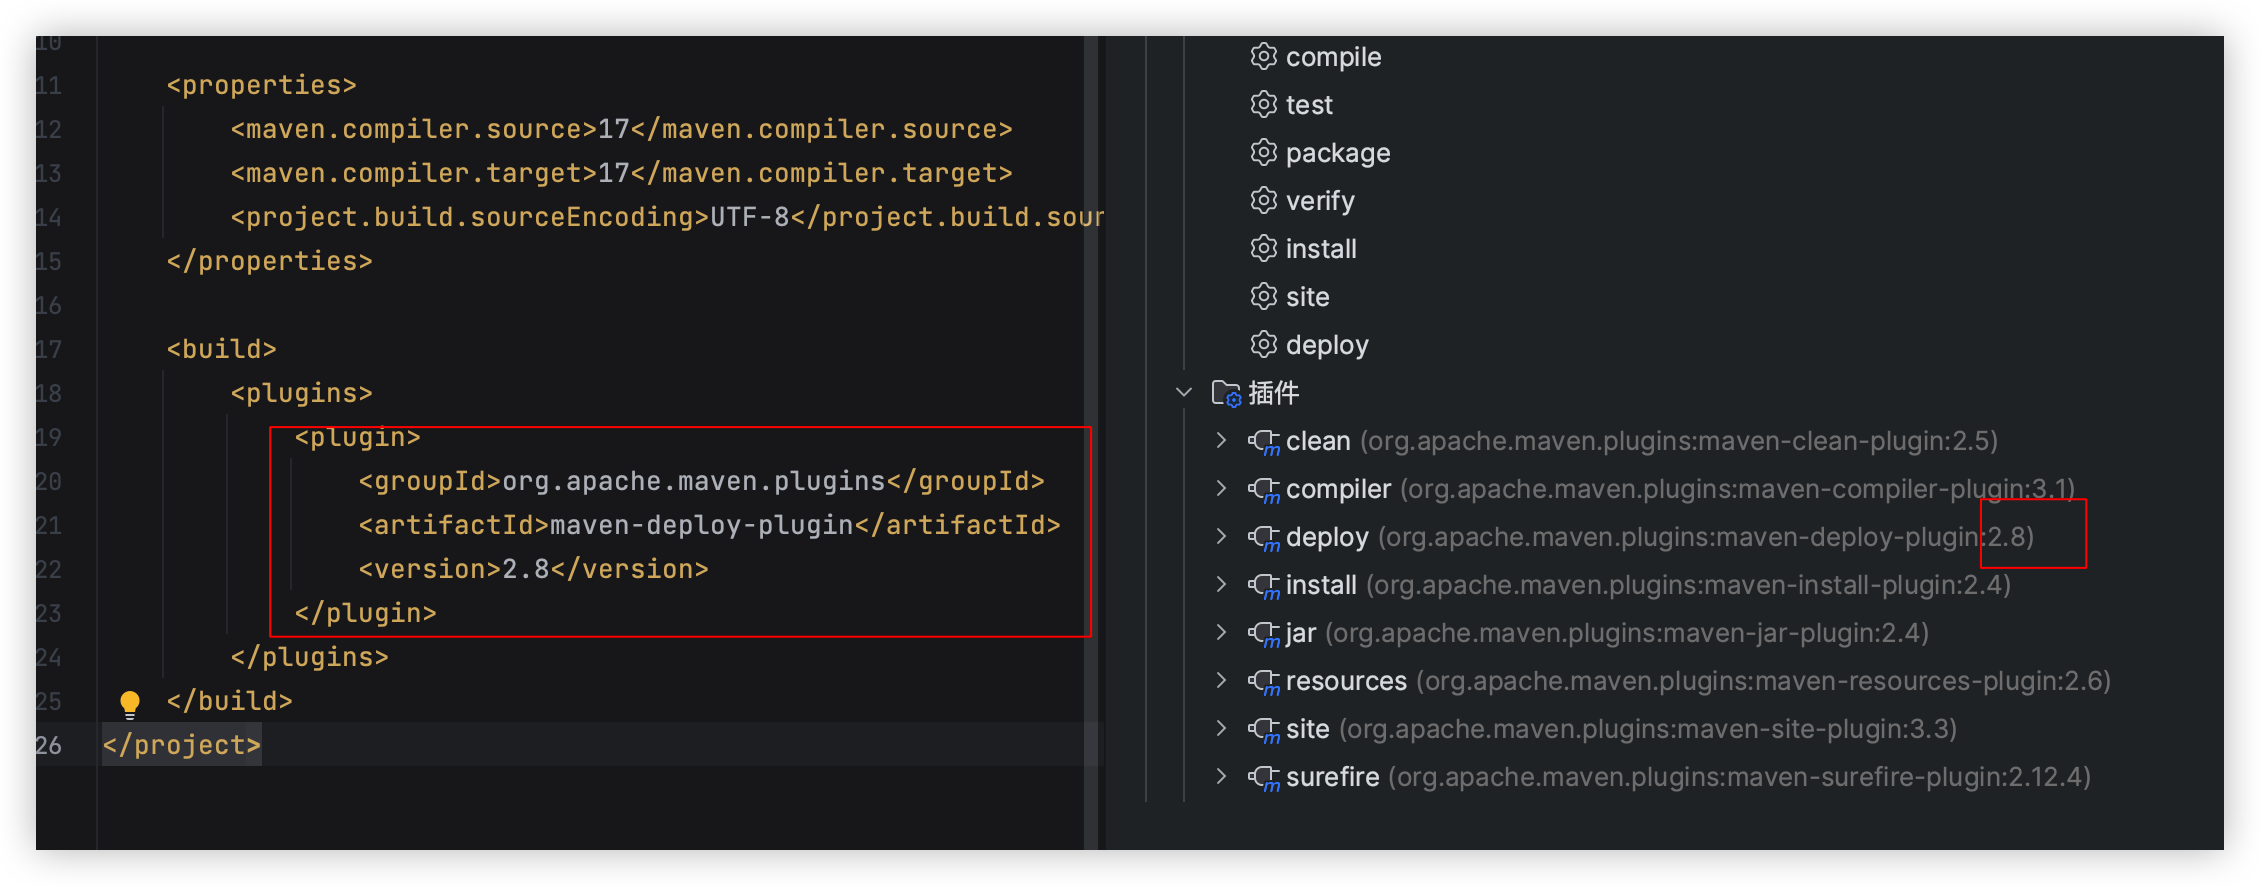 10
11 <properties>
12 <maven.compiler.source>17</maven.compiler.source>
13 <maven.compiler.target>17</maven.compiler.target>
14 <project.build.sourceEncoding>UTF-8</project.build.sour
15 </properties>
16
17 <build>
18 <plugins>
19 <plugin>
20 <groupId>org.apache.maven.plugins</groupId>
21 <artifactId>maven-deploy-plugin</artifactId>
22 <version>2.8</version>
23 </plugin>
24 </plugins>
25 </build>
26 </project>
compile
test
package
verify
install
site
deploy
插件
clean (org.apache.maven.plugins:maven-clean-plugin:2.5)
compiler (org.apache.maven.plugins:maven-compiler-plugin:3.1)
deploy (org.apache.maven.plugins:maven-deploy-plugin:2.8)
install (org.apache.maven.plugins:maven-install-plugin:2.4)
jar (org.apache.maven.plugins:maven-jar-plugin:2.4)
resources (org.apache.maven.plugins:maven-resources-plugin:2.6)
site (org.apache.maven.plugins:maven-site-plugin:3.3)
surefire (org.apache.maven.plugins:maven-surefire-plugin:2.12.4)